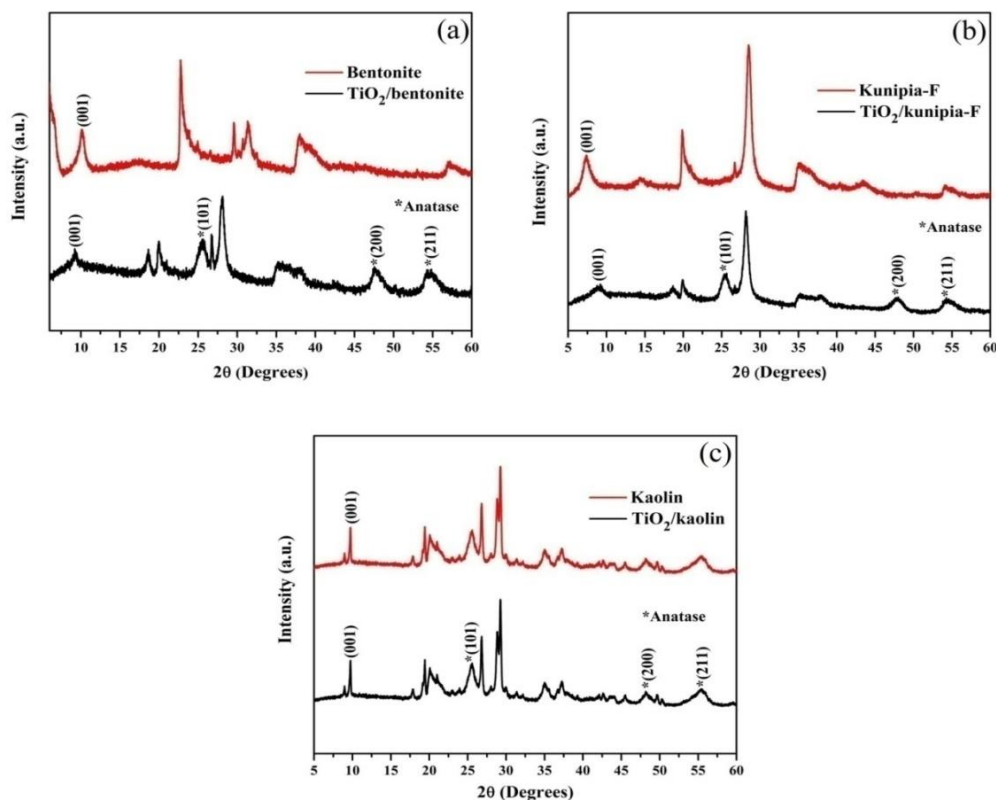 (a)
Bentonite
TiO₂/bentonite
(001)
*Anatase
(001)
*(101)
*(200)
*(211)
Intensity (a.u.)
10 15 20 25 30 35 40 45 50 55 60
2θ (Degrees)
(b)
Kunipia-F
TiO₂/kunipia-F
(001)
*Anatase
(001)
*(101)
*(200)
*(211)
Intensity (a.u.)
5 10 15 20 25 30 35 40 45 50 55 60
2θ (Degrees)
(c)
Kaolin
TiO₂/kaolin
(001)
*Anatase
(001)
*(101)
*(200)
*(211)
Intensity (a.u.)
5 10 15 20 25 30 35 40 45 50 55 60
2θ (Degrees)